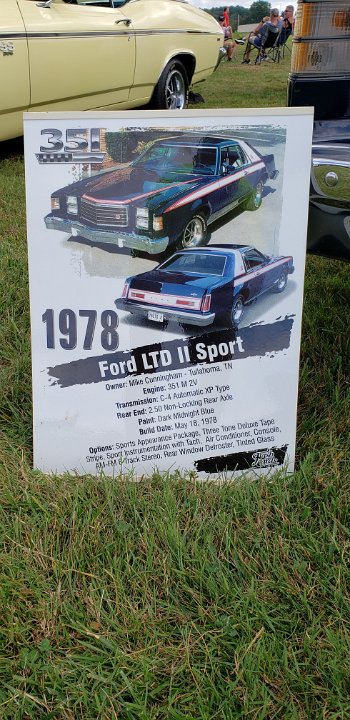 351
1978
Ford LTD II Sport
Owner: Mike Cunningham - Tullahoma, TN
Engine: 351 M 2V
Transmission: C-4 Automatic XP Type
Rear End: 2.50 Non-Locking Rear Axle
Paint: Dark Midnight Blue
Build Date: May 18, 1978
Options: Sports Appearance Package, Three Tone Deluxe Tape
Stripe, Sport Instrumentation with Tach, Air Conditioner, Console,
AM-FM 8-Track Stereo, Rear Window Defroster, Tinted Glass